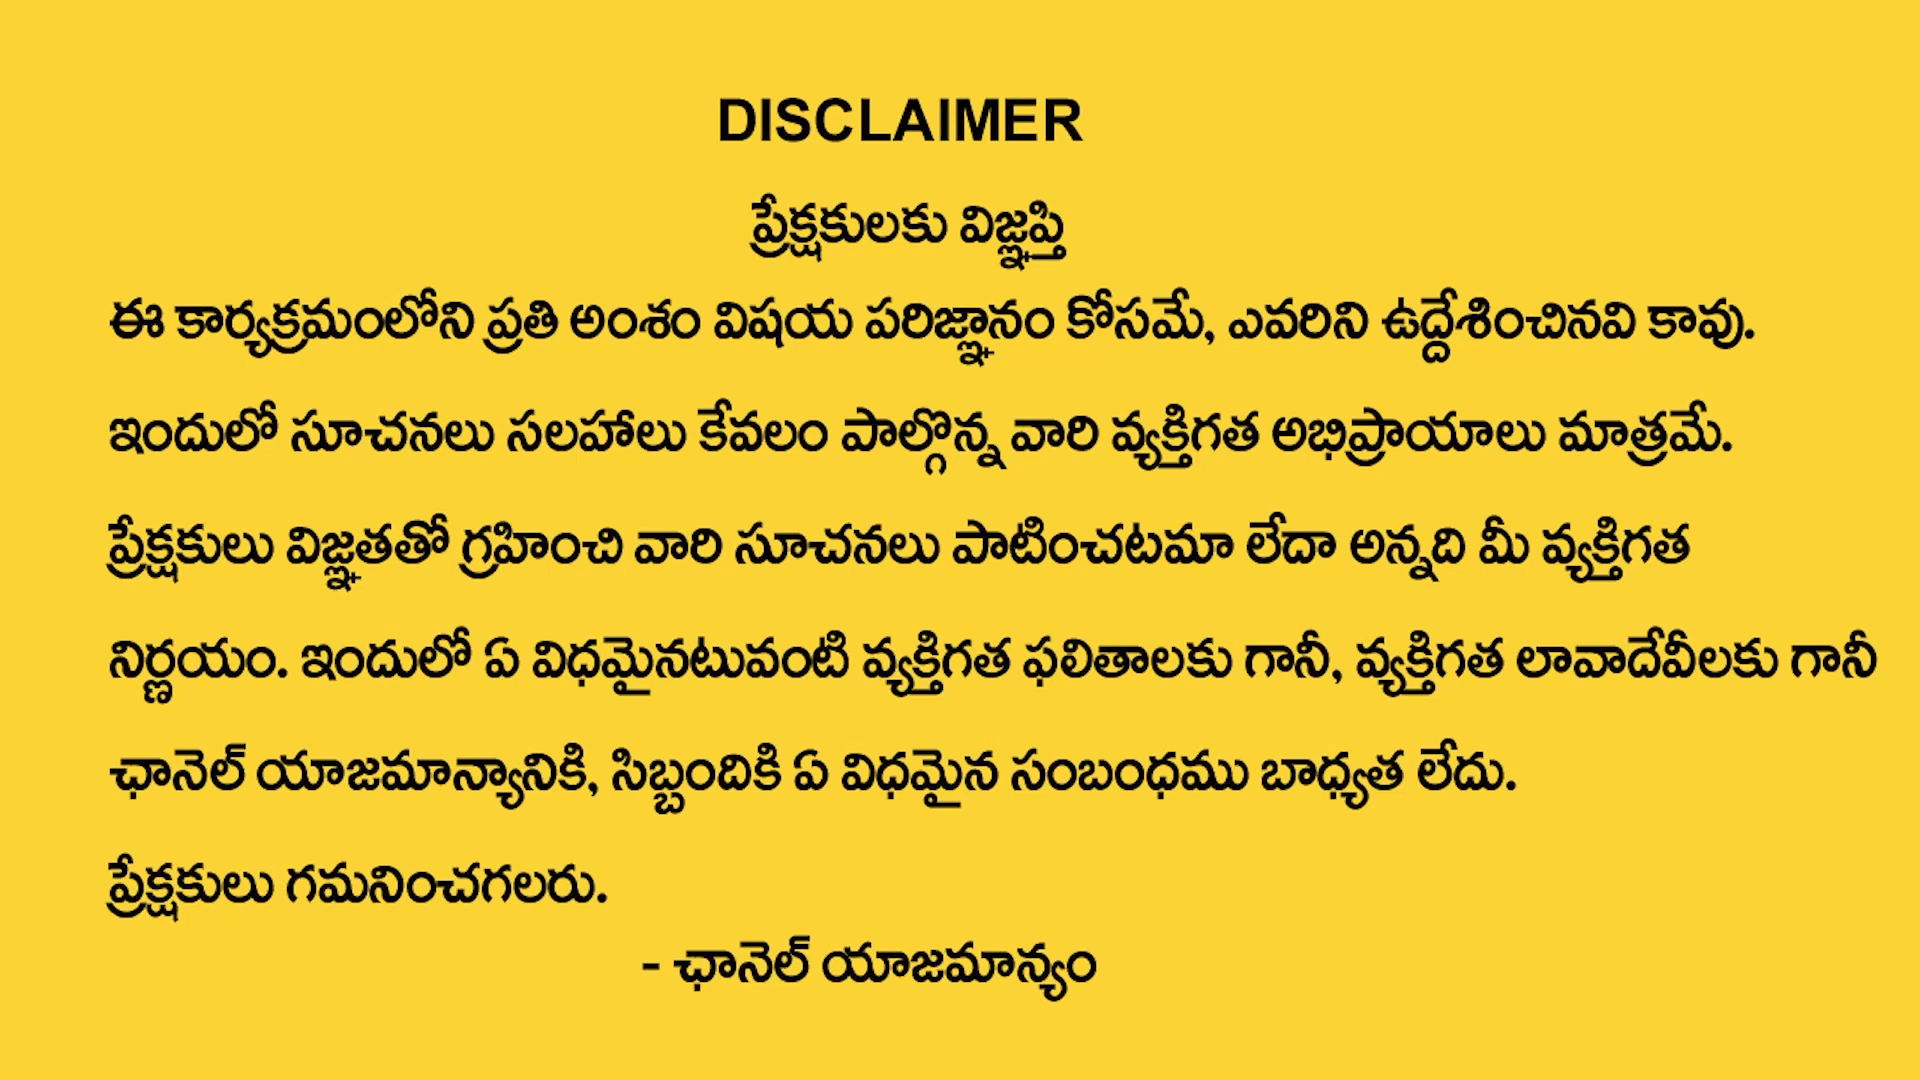 DISCLAIMER
ప్రేక్షకులకు విజ్ఞప్తి
ఈ కార్యక్రమంలోని ప్రతి అంశం విషయ పరిజ్ఞానం కోసమే, ఎవరిని ఉద్దేశించినవి కావు.
ఇందులో సూచనలు సలహాలు కేవలం పాల్గొన్న వారి వ్యక్తిగత అభిప్రాయాలు మాత్రమే.
ప్రేక్షకులు విజ్ఞతతో గ్రహించి వారి సూచనలు పాటించటమా లేదా అన్నది మీ వ్యక్తిగత
నిర్ణయం. ఇందులో ఏ విధమైనటువంటి వ్యక్తిగత ఫలితాలకు గానీ, వ్యక్తిగత లావాదేవీలకు గానీ
ఛానెల్ యాజమాన్యానికి, సిబ్బందికి ఏ విధమైన సంబంధము బాధ్యత లేదు.
ప్రేక్షకులు గమనించగలరు.
- ఛానెల్ యాజమాన్యం